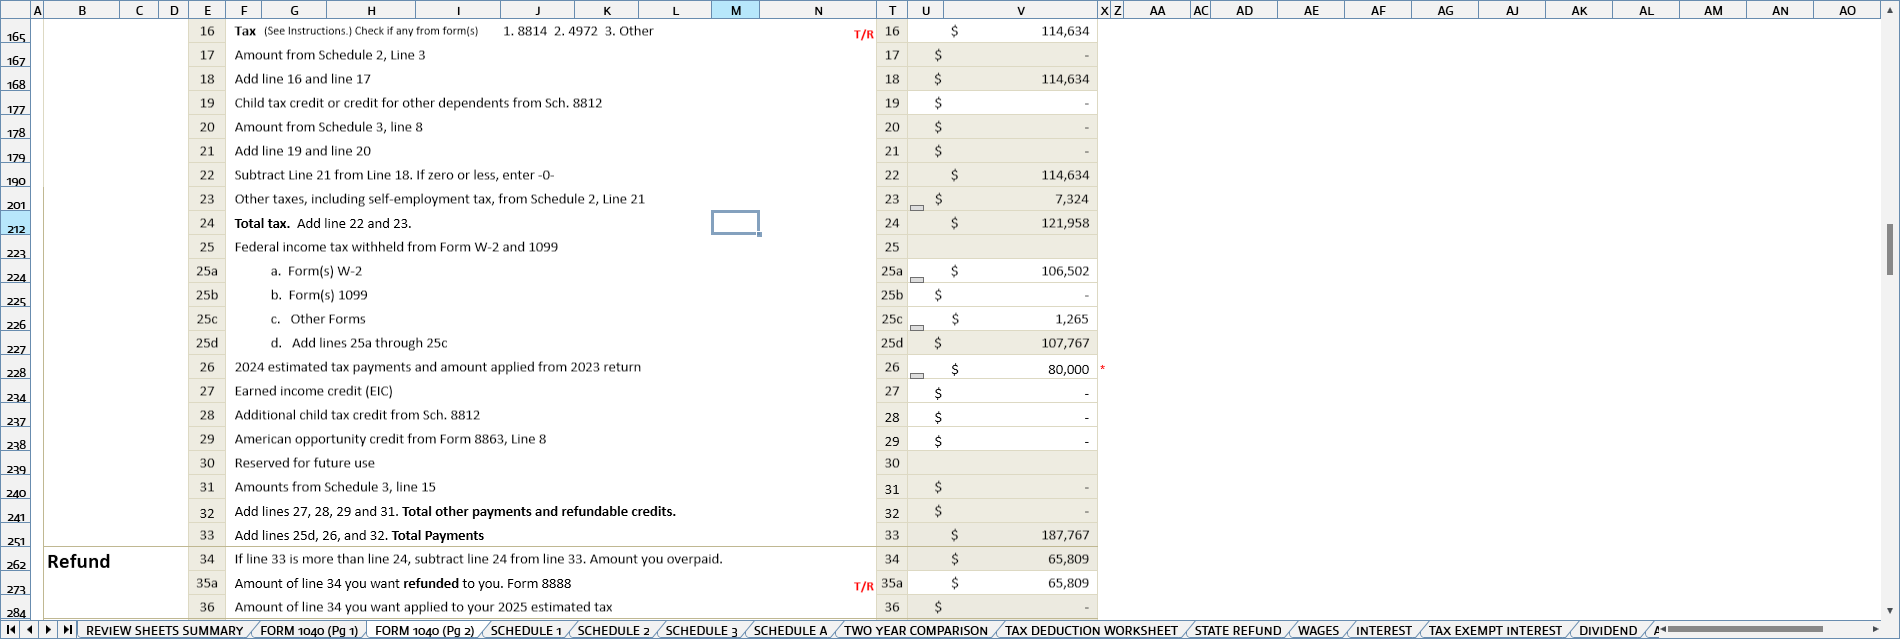 A B C D E F G H I J K L M N T U V X Z AA AC AD AE AF AG AJ AK AL AM AN AO
165 16 Tax (See Instructions.) Check if any from form(s) 1. 8814 2. 4972 3. Other T/R 16 $ 114,634
167 17 Amount from Schedule 2, Line 3 17 $ -
168 18 Add line 16 and line 17 18 $ 114,634
177 19 Child tax credit or credit for other dependents from Sch. 8812 19 $ -
178 20 Amount from Schedule 3, line 8 20 $ -
179 21 Add line 19 and line 20 21 $ -
190 22 Subtract Line 21 from Line 18. If zero or less, enter -0- 22 $ 114,634
201 23 Other taxes, including self-employment tax, from Schedule 2, Line 21 23 $ 7,324
212 24 Total tax. Add line 22 and 23. 24 $ 121,958
223 25 Federal income tax withheld from Form W-2 and 1099 25
224 25a a. Form(s) W-2 25a $ 106,502
225 25b b. Form(s) 1099 25b $ -
226 25c c. Other Forms 25c $ 1,265
227 25d d. Add lines 25a through 25c 25d $ 107,767
228 26 2024 estimated tax payments and amount applied from 2023 return 26 $ 80,000 *
234 27 Earned income credit (EIC) 27 $ -
237 28 Additional child tax credit from Sch. 8812 28 $ -
238 29 American opportunity credit from Form 8863, Line 8 29 $ -
239 30 Reserved for future use 30
240 31 Amounts from Schedule 3, line 15 31 $ -
241 32 Add lines 27, 28, 29 and 31. Total other payments and refundable credits. 32 $ -
251 33 Add lines 25d, 26, and 32. Total Payments 33 $ 187,767
262 Refund 34 If line 33 is more than line 24, subtract line 24 from line 33. Amount you overpaid. 34 $ 65,809
273 35a Amount of line 34 you want refunded to you. Form 8888 T/R 35a $ 65,809
284 36 Amount of line 34 you want applied to your 2025 estimated tax 36 $ -
REVIEW SHEETS SUMMARY FORM 1040 (Pg 1) FORM 1040 (Pg 2) SCHEDULE 1 SCHEDULE 2 SCHEDULE 3 SCHEDULE A TWO YEAR COMPARISON TAX DEDUCTION WORKSHEET STATE REFUND WAGES INTEREST TAX EXEMPT INTEREST DIVIDEND